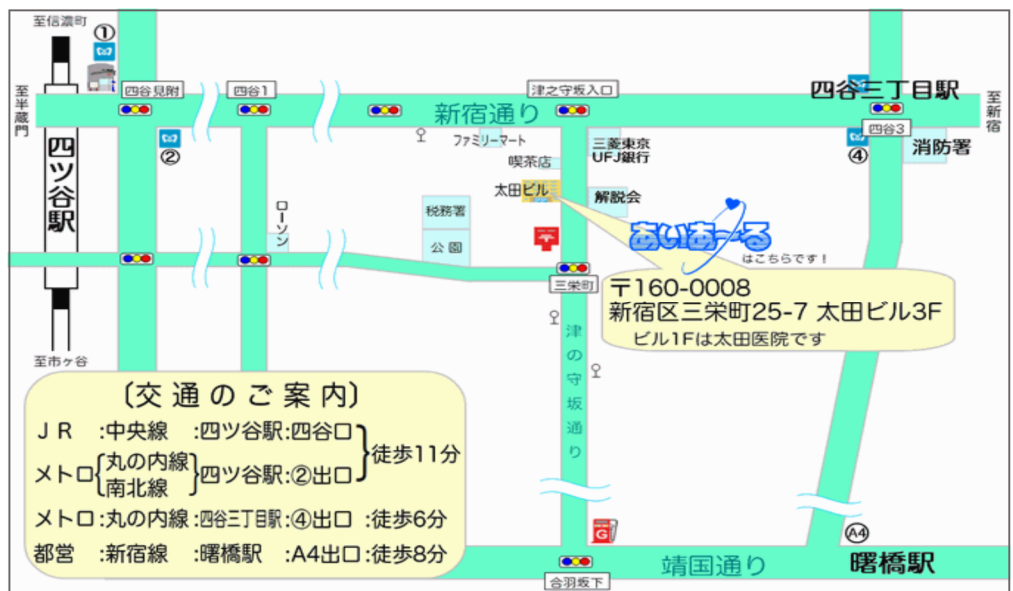 至信濃町
①
至半蔵門
四谷見附
四谷1
津之守坂入口
四谷三丁目駅
至新宿
新宿通り
四谷3
②
④
消防署
ファミリーマート
三菱東京
UFJ銀行
喫茶店
四ツ谷駅
太田ビル
解説会
ローソン
税務署
公園
〒
あいあ～る
はこちらです！
三栄町
〒160-0008
新宿区三栄町25-7 太田ビル3F
ビル1Fは太田医院です
津の守坂通り
至市ヶ谷
〔交通のご案内〕
JR :中央線 :四ツ谷駅:四谷口
メトロ{丸の内線 南北線}四ツ谷駅:②出口
}徒歩11分
メトロ:丸の内線:四谷三丁目駅:④出口 :徒歩6分
都営 :新宿線 :曙橋駅 :A4出口:徒歩8分
G
A4
曙橋駅
靖国通り
合羽坂下